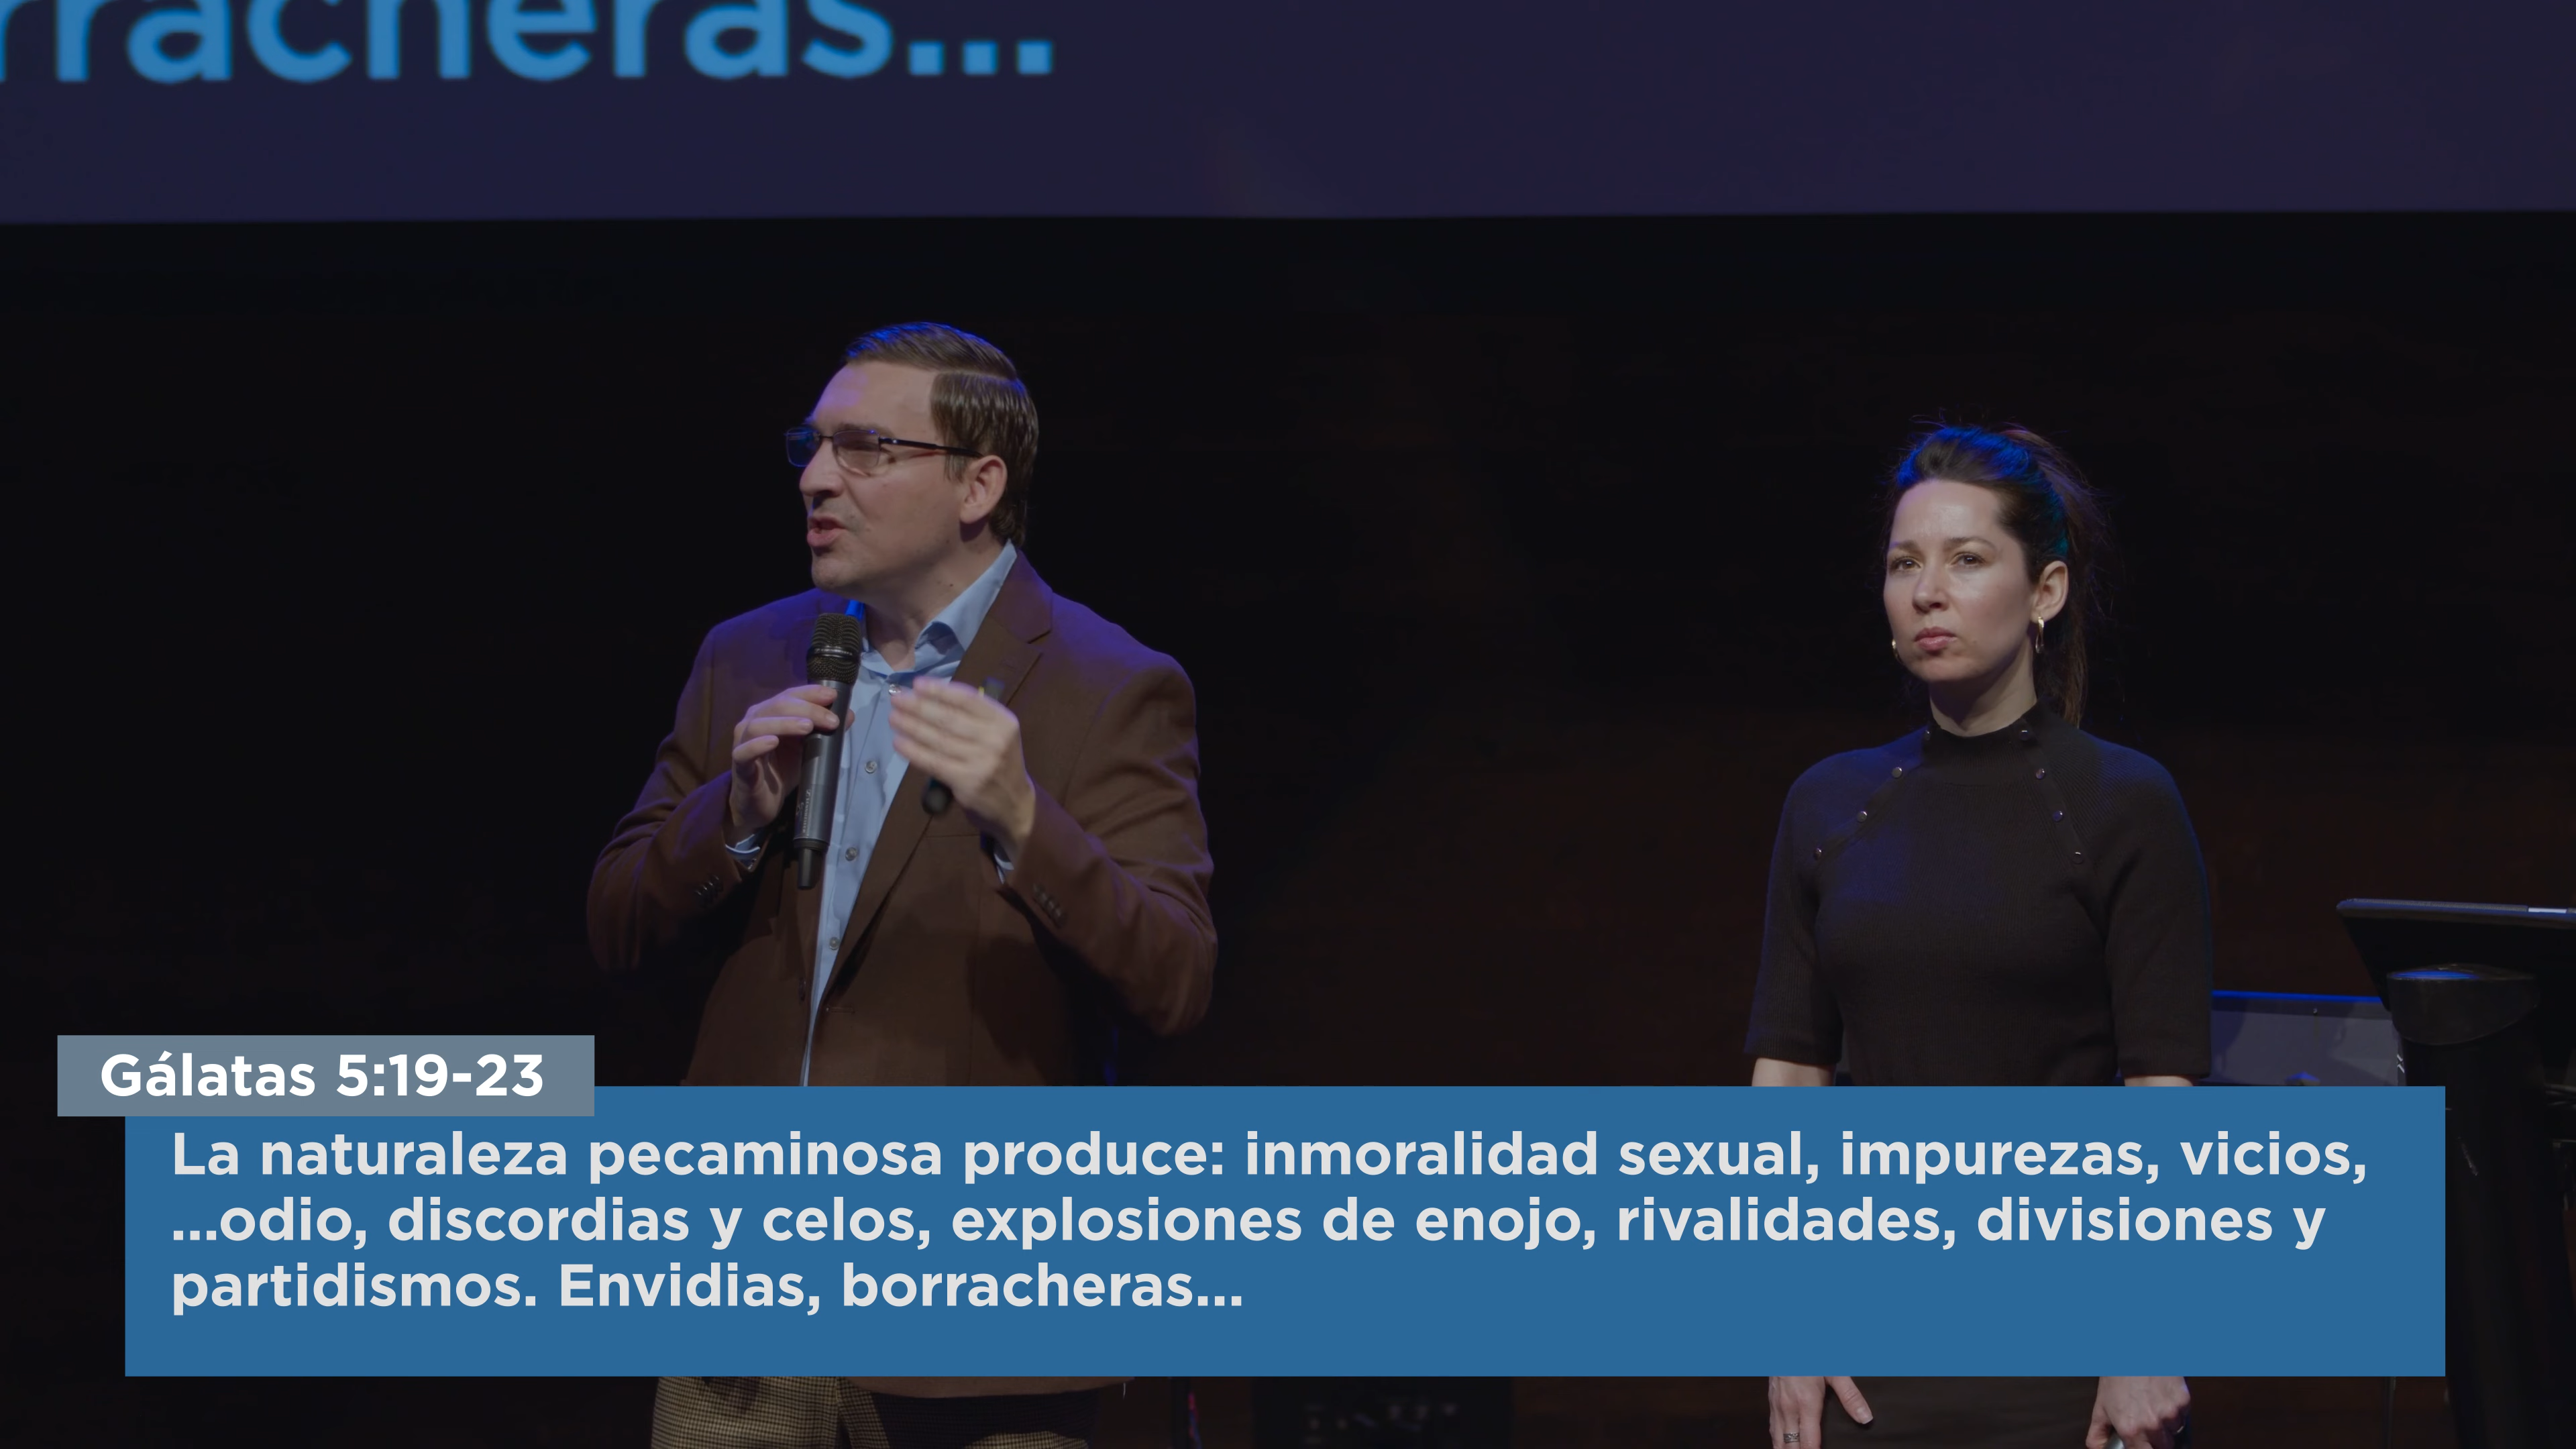 rracheras...
Gálatas 5:19-23
La naturaleza pecaminosa produce: inmoralidad sexual, impurezas, vicios,
...odio, discordias y celos, explosiones de enojo, rivalidades, divisiones y
partidismos. Envidias, borracheras...